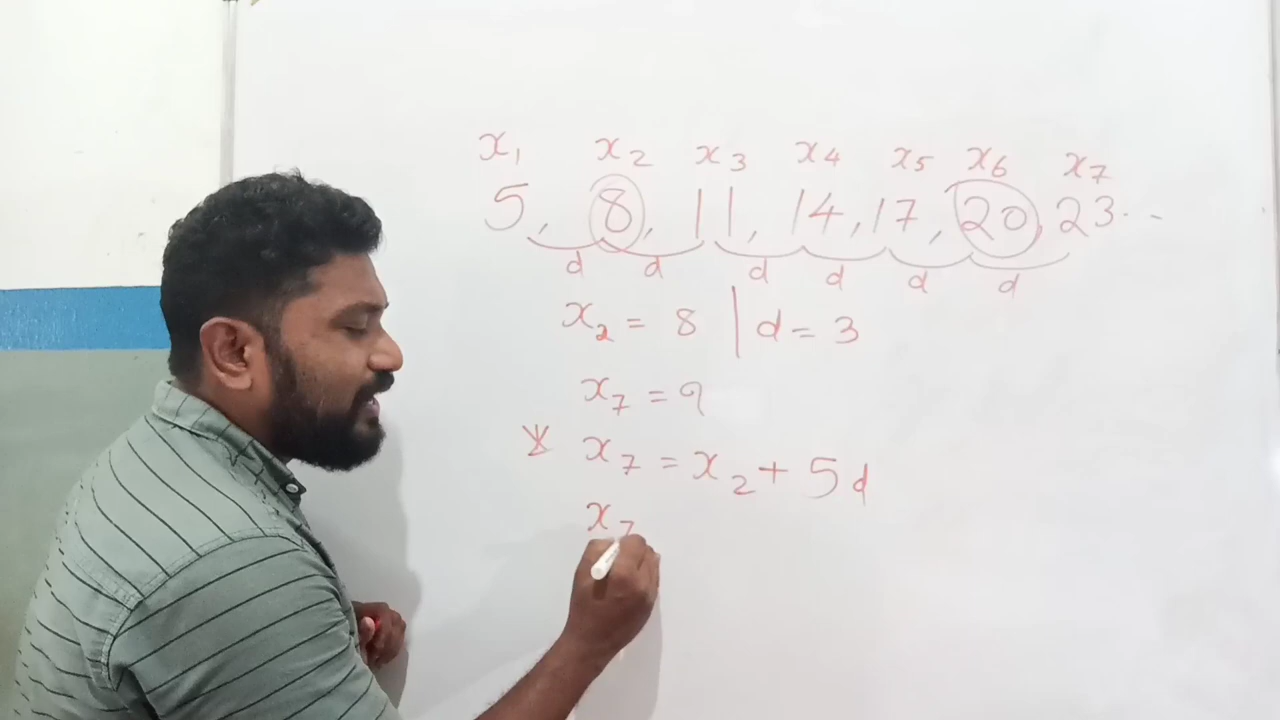 x₁ x₂ x₃ x₄ x₅ x₆ x₇
5, 8, 11, 14, 17, 20, 23...
d d d d d d
x₂ = 8 | d = 3
x₇ = ?
* x₇ = x₂ + 5d
x₇